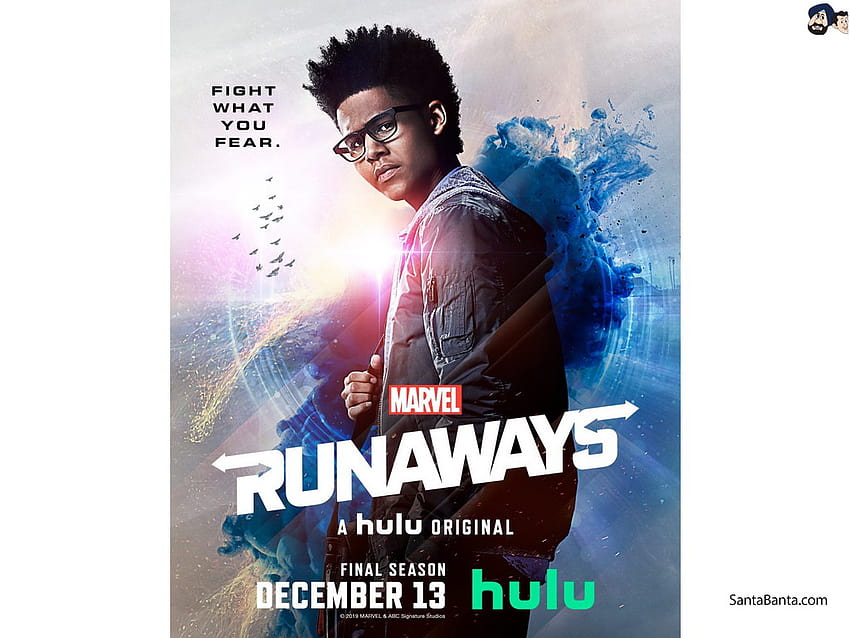 FIGHT
WHAT
YOU
FEAR.
MARVEL
RUNAWAYS
A hulu ORIGINAL
FINAL SEASON
DECEMBER 13
hulu
© 2019 MARVEL & ABC Signature Studios
SantaBanta.com